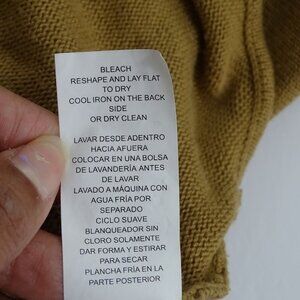 BLEACH
RESHAPE AND LAY FLAT
TO DRY
COOL IRON ON THE BACK
SIDE
OR DRY CLEAN
LAVAR DESDE ADENTRO
HACIA AFUERA
COLOCAR EN UNA BOLSA
DE LAVANDERÍA ANTES
DE LAVAR
LAVADO A MÁQUINA CON
AGUA FRÍA POR
SEPARADO
CICLO SUAVE
BLANQUEADOR SIN
CLORO SOLAMENTE
DAR FORMA Y ESTIRAR
PARA SECAR
PLANCHA FRÍA EN LA
PARTE POSTERIOR